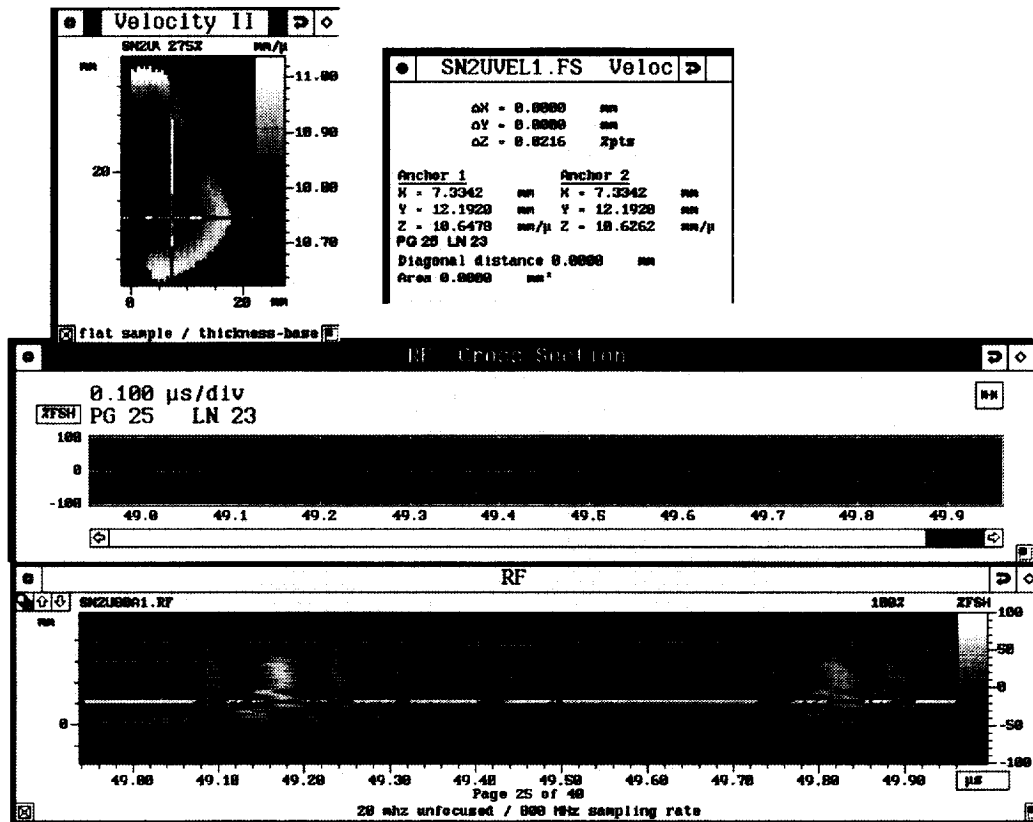 Velocity II
SN2UA 275% mm/µ
mm
11.00
10.90
20
10.80
10.70
0 20 mm
flat sample / thickness-base
SN2UVEL1.FS Veloc
ΔX = 0.0000 mm
ΔY = 0.0000 mm
ΔZ = 0.0216 %pts
Anchor 1 Anchor 2
X = 7.3342 mm X = 7.3342 mm
Y = 12.1920 mm Y = 12.1920 mm
Z = 10.6478 mm/µ Z = 10.6262 mm/µ
PG 25 LN 23
Diagonal distance 0.0000 mm
Area 0.0000 mm²
RF Cross Section
0.100 µs/div
%FSH PG 25 LN 23
100
0
-100
49.0 49.1 49.2 49.3 49.4 49.5 49.6 49.7 49.8 49.9
RF
SN2U00A1.RF 100% %FSH
mm
100
50
0
0
-50
-100
49.00 49.10 49.20 49.30 49.40 49.50 49.60 49.70 49.80 49.90 µs
Page 25 of 40
20 mhz unfocused / 800 MHz sampling rate